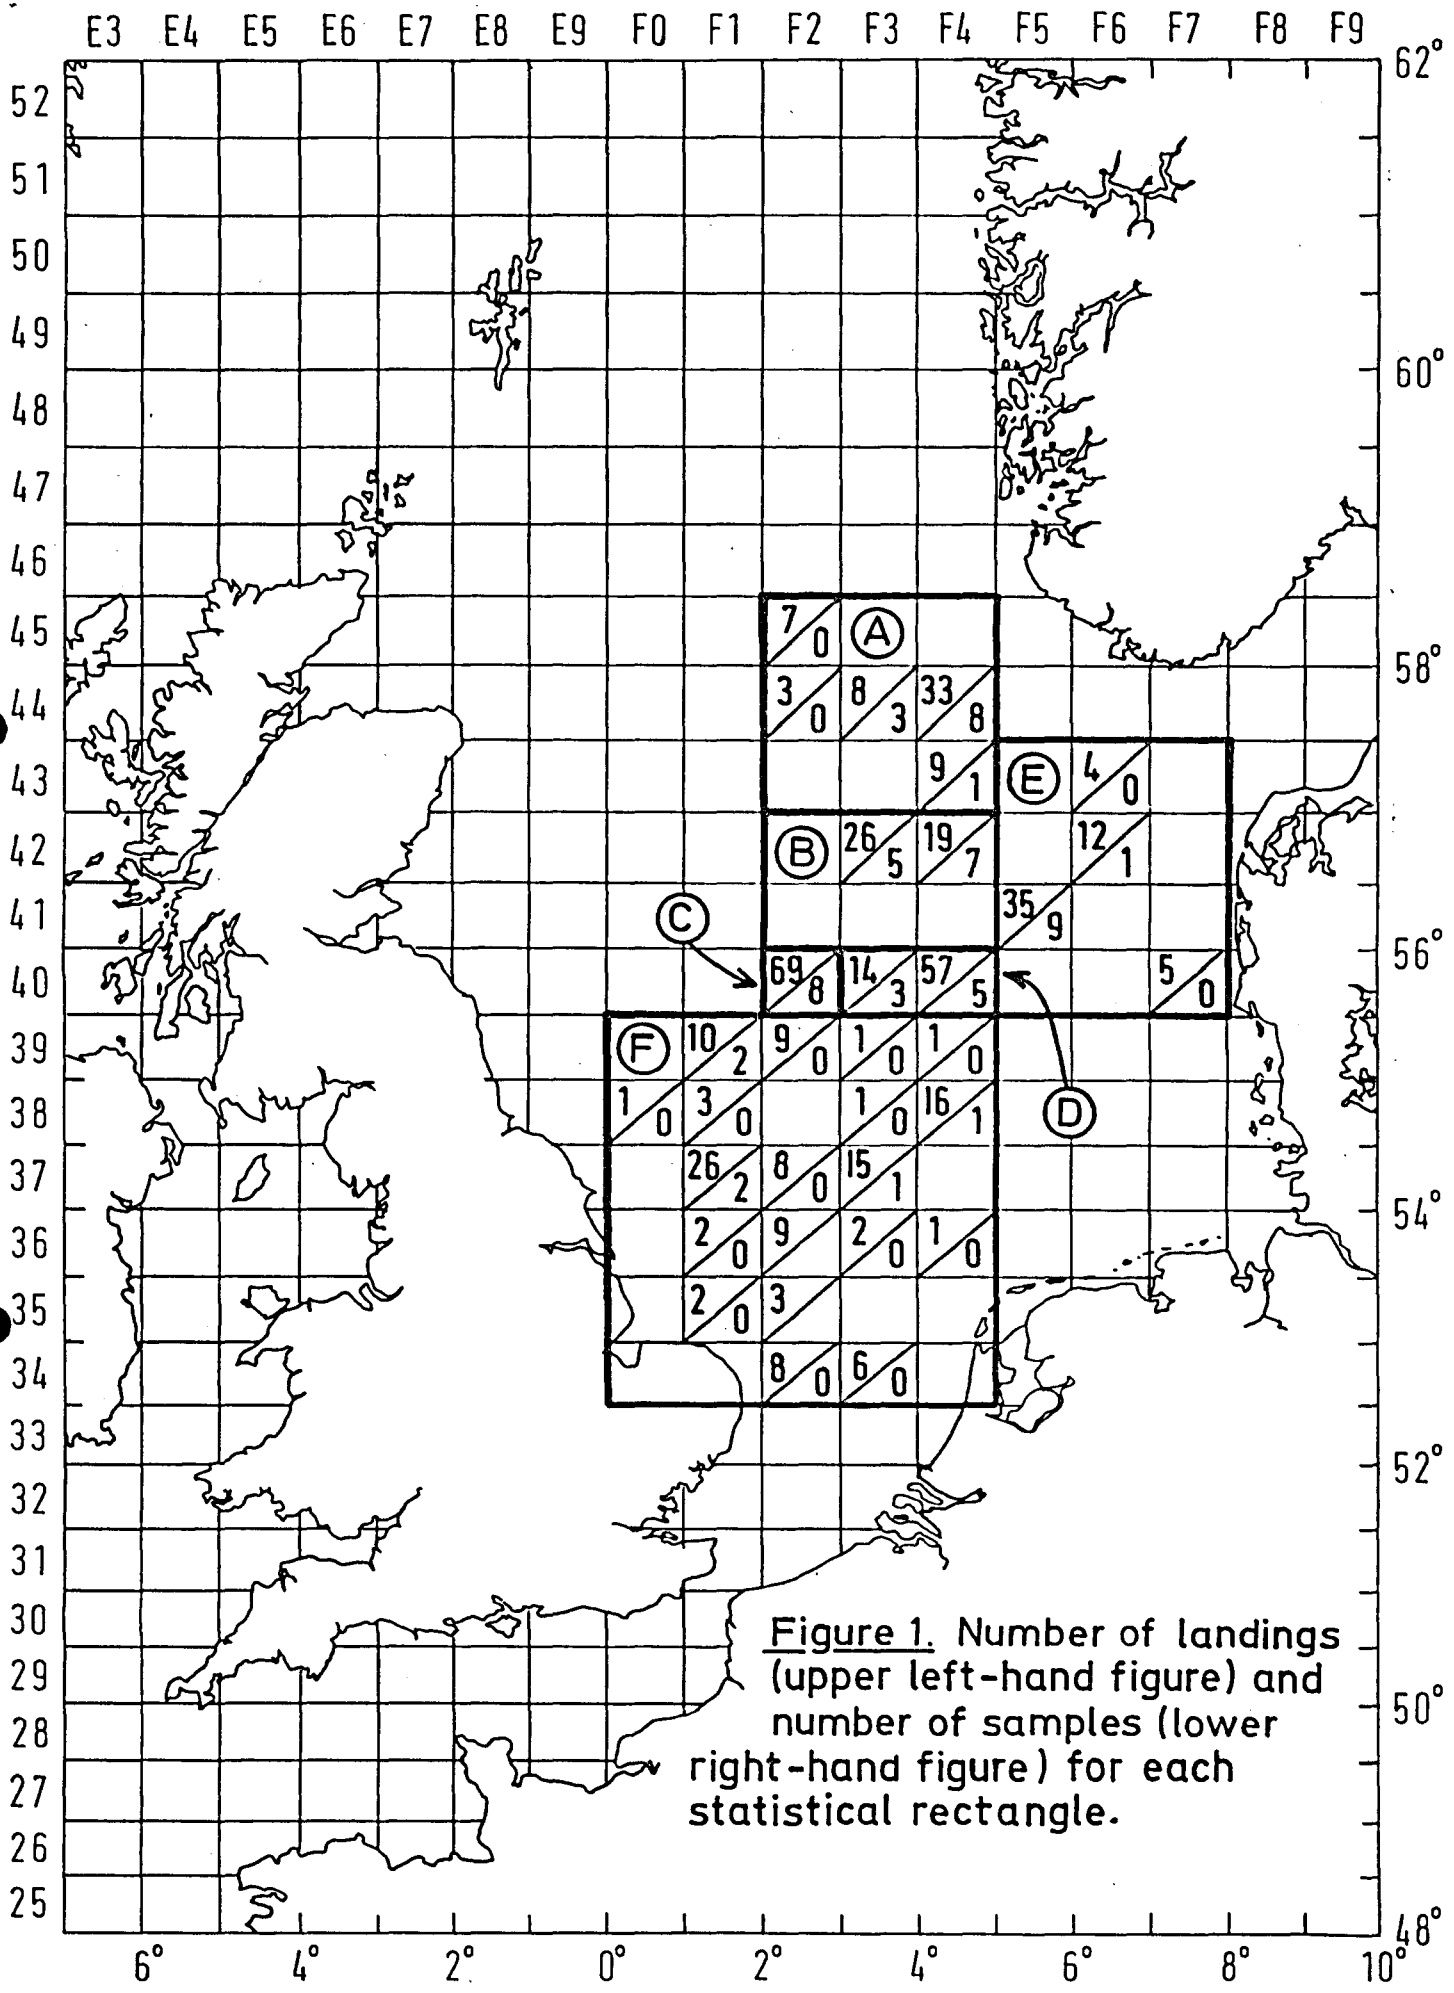 E3 E4 E5 E6 E7 E8 E9 F0 F1 F2 F3 F4 F5 F6 F7 F8 F9
62°
52
51
50
49
60°
48
47
46
45 7 0 A
58°
44 3 0 8 3 33 8
43 9 1 E 4 0
42 B 26 5 19 7 12 1
41 C 35 9
56°
40 69 8 14 3 57 5 5 0
39 F 10 2 9 0 1 0 1 0
38 1 0 3 0 1 0 16 1 D
37 26 2 8 0 15 1
54°
36 2 0 9 2 0 1 0
35 2 0 3
34 8 0 6 0
33
52°
32
31
30
Figure 1. Number of landings
29 (upper left-hand figure) and
50°
28 number of samples (lower
27 right-hand figure) for each
statistical rectangle.
26
25
48°
6° 4° 2° 0° 2° 4° 6° 8° 10°